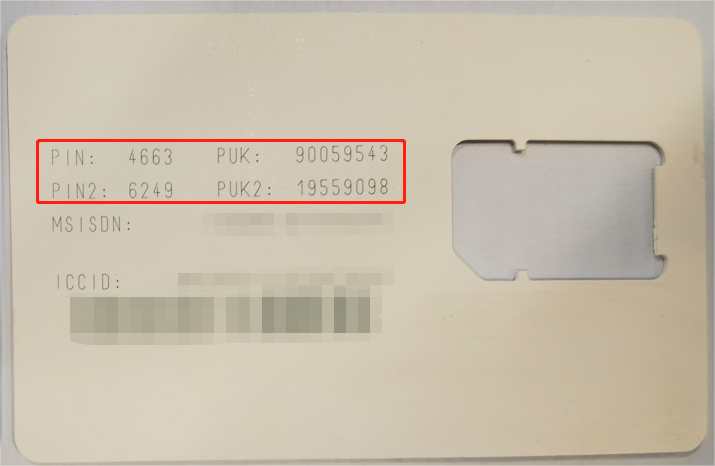 PIN: 4663 PUK: 90059543
PIN2: 6249 PUK2: 19559098
MSISDN:
ICCID: